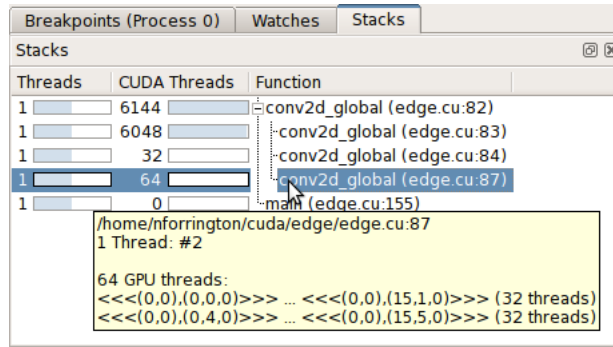 Breakpoints (Process 0) Watches Stacks
Stacks
Threads CUDA Threads Function
1 6144 conv2d_global (edge.cu:82)
1 6048 conv2d_global (edge.cu:83)
1 32 conv2d_global (edge.cu:84)
1 64 conv2d_global (edge.cu:87)
1 0 main (edge.cu:155)
/home/nforrington/cuda/edge/edge.cu:87
1 Thread: #2
64 GPU threads:
<<<(0,0),(0,0,0)>>> ... <<<(0,0),(15,1,0)>>> (32 threads)
<<<(0,0),(0,4,0)>>> ... <<<(0,0),(15,5,0)>>> (32 threads)